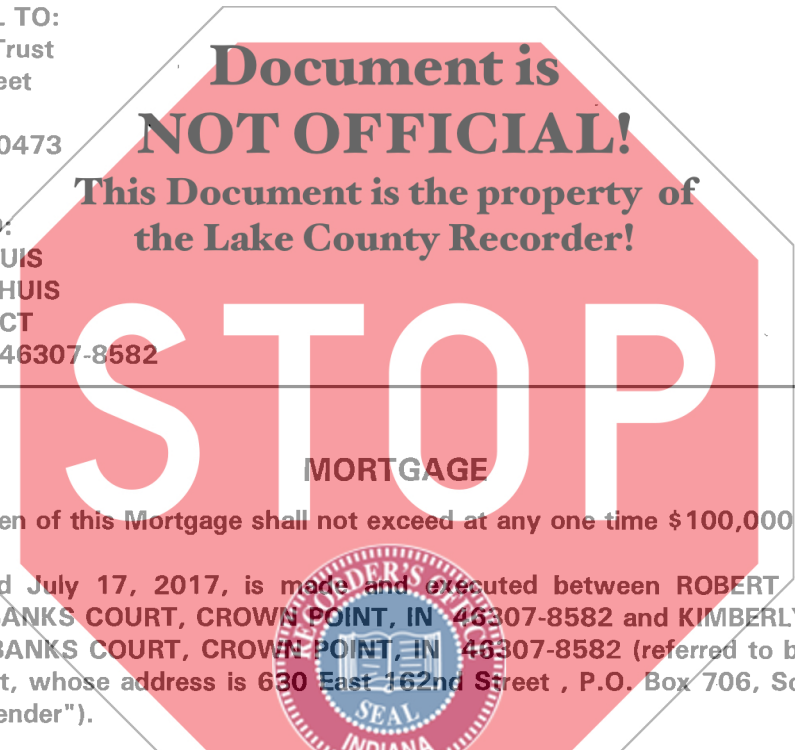 L TO:
Trust
eet
0473
Document is
NOT OFFICIAL!
This Document is the property of
the Lake County Recorder!
UIS
HUIS
CT
46307-8582
STOP
MORTGAGE
en of this Mortgage shall not exceed at any one time $100,000
d July 17, 2017, is made and executed between ROBERT
BANKS COURT, CROWN POINT, IN 46307-8582 and KIMBERLY
BANKS COURT, CROWN POINT, IN 46307-8582 (referred to b
t, whose address is 630 East 162nd Street , P.O. Box 706, So
ender").
SEAL
INDIANA